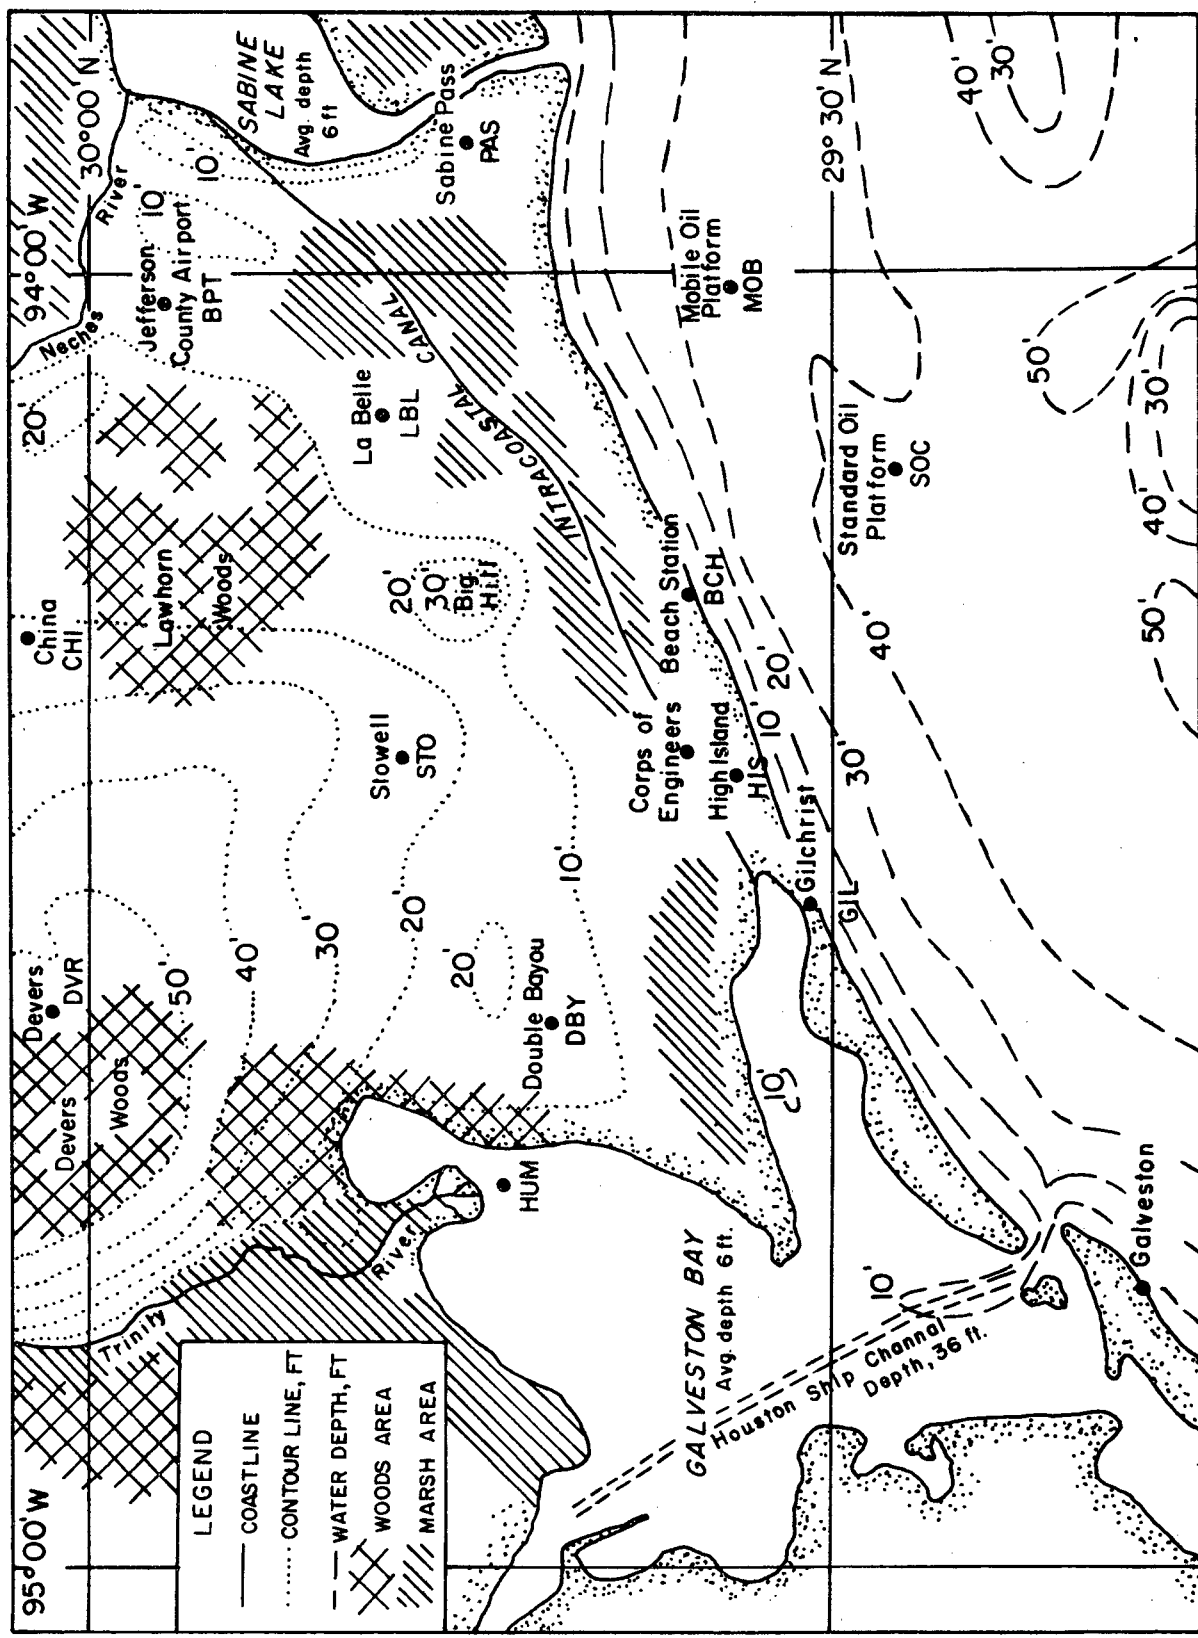 95°00'W
94°00'W
30°00'N
Neches
River
20'
10'
10'
SABINE
LAKE
Avg. depth
6 ft
Jefferson
County Airport
BPT
Sabine Pass
PAS
China
CHI
Lawhorn
Woods
La Belle
LBL
INTRACOASTAL CANAL
20'
30'
Big
Hill
Devers
DVR
Devers
Woods
50'
40'
30'
20'
10'
20'
Stowell
STO
Double Bayou
DBY
Trinity
River
HUM
Corps of
Engineers
High Island
HIS
Beach Station
BCH
Gilchrist
GIL
Mobile Oil
Platform
MOB
29°30'N
Standard Oil
Platform
SOC
10'
20'
30'
40'
40'
30'
50'
30'
40'
50'
10'
10'
GALVESTON BAY
Avg. depth 6 ft.
Houston Ship Channal
Depth, 36 ft.
Galveston
LEGEND
COASTLINE
CONTOUR LINE, FT
WATER DEPTH, FT
WOODS AREA
MARSH AREA